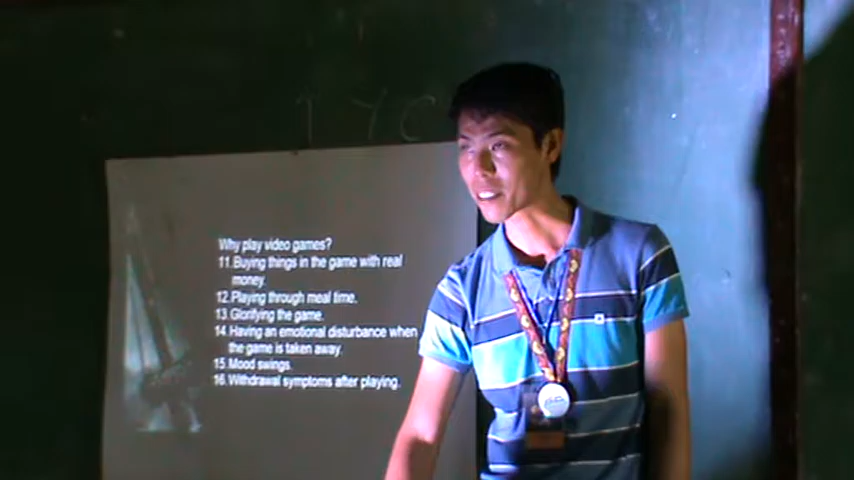 T Y C
Why play video games?
11. Buying things in the game with real
money.
12. Playing through meal time.
13. Glorifying the game.
14. Having an emotional disturbance when
the game is taken away.
15. Mood swings.
16. Withdrawal symptoms after playing.